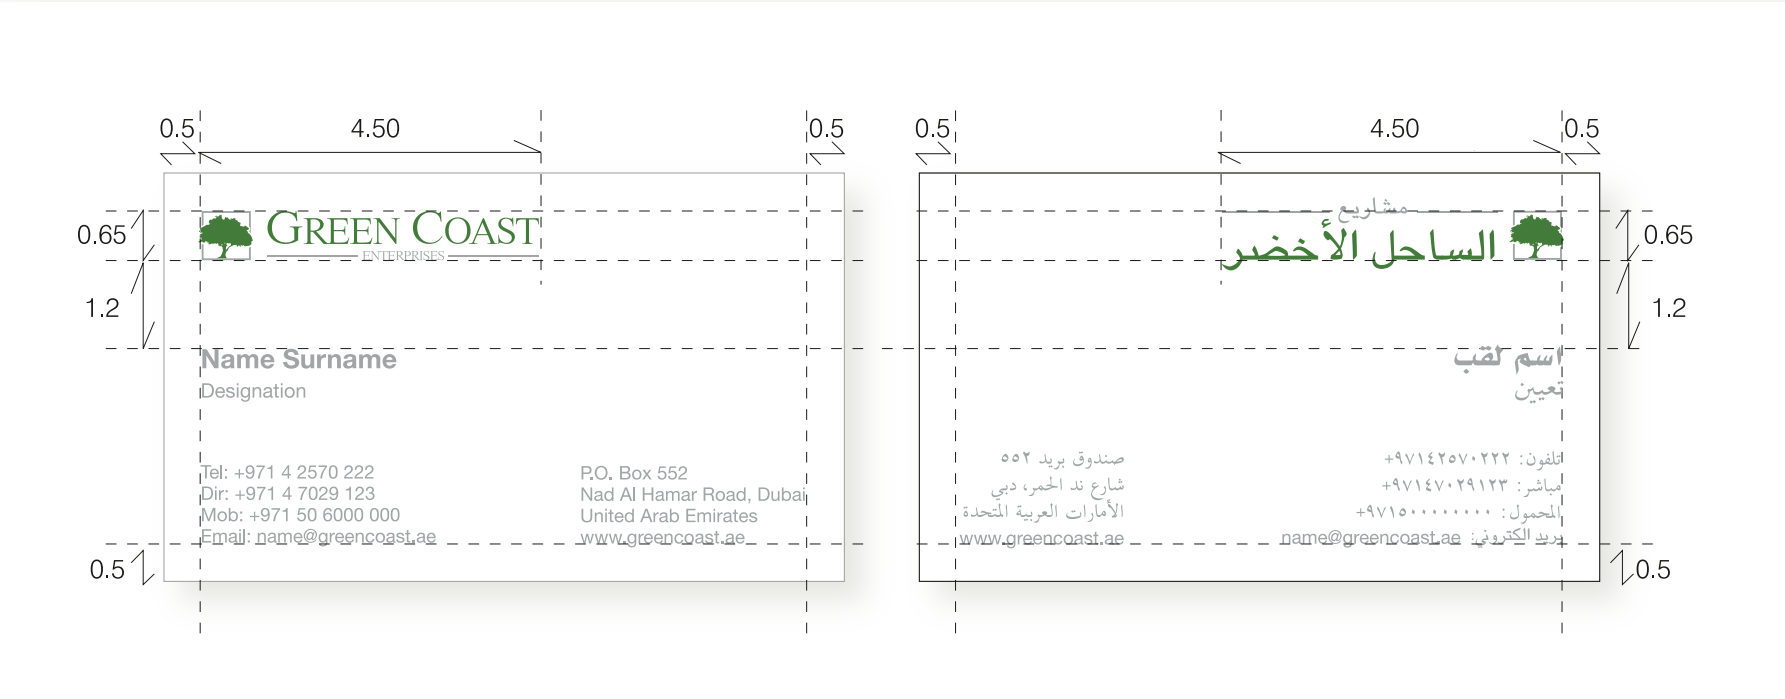 0.5
4.50
0.5
0.65
1.2
0.5
GREEN COAST
ENTERPRISES
Name Surname
Designation
Tel: +971 4 2570 222
Dir: +971 4 7029 123
Mob: +971 50 6000 000
Email: name@greencoast.ae
P.O. Box 552
Nad Al Hamar Road, Dubai
United Arab Emirates
www.greencoast.ae
0.5
4.50
0.5
0.65
1.2
0.5
مشاريع
الساحل الأخضر
اسم لقب
تعيين
تلفون: ٩٧١٤٢٥٧٠٢٢٢+
مباشر: ٩٧١٤٧٠٢٩١٢٣+
المحمول: ٩٧١٥٠٠٠٠٠٠٠٠+
بريد الكتروني: name@greencoast.ae
صندوق بريد ٥٥٢
شارع ند الحمر، دبي
الأمارات العربية المتحدة
www.greencoast.ae